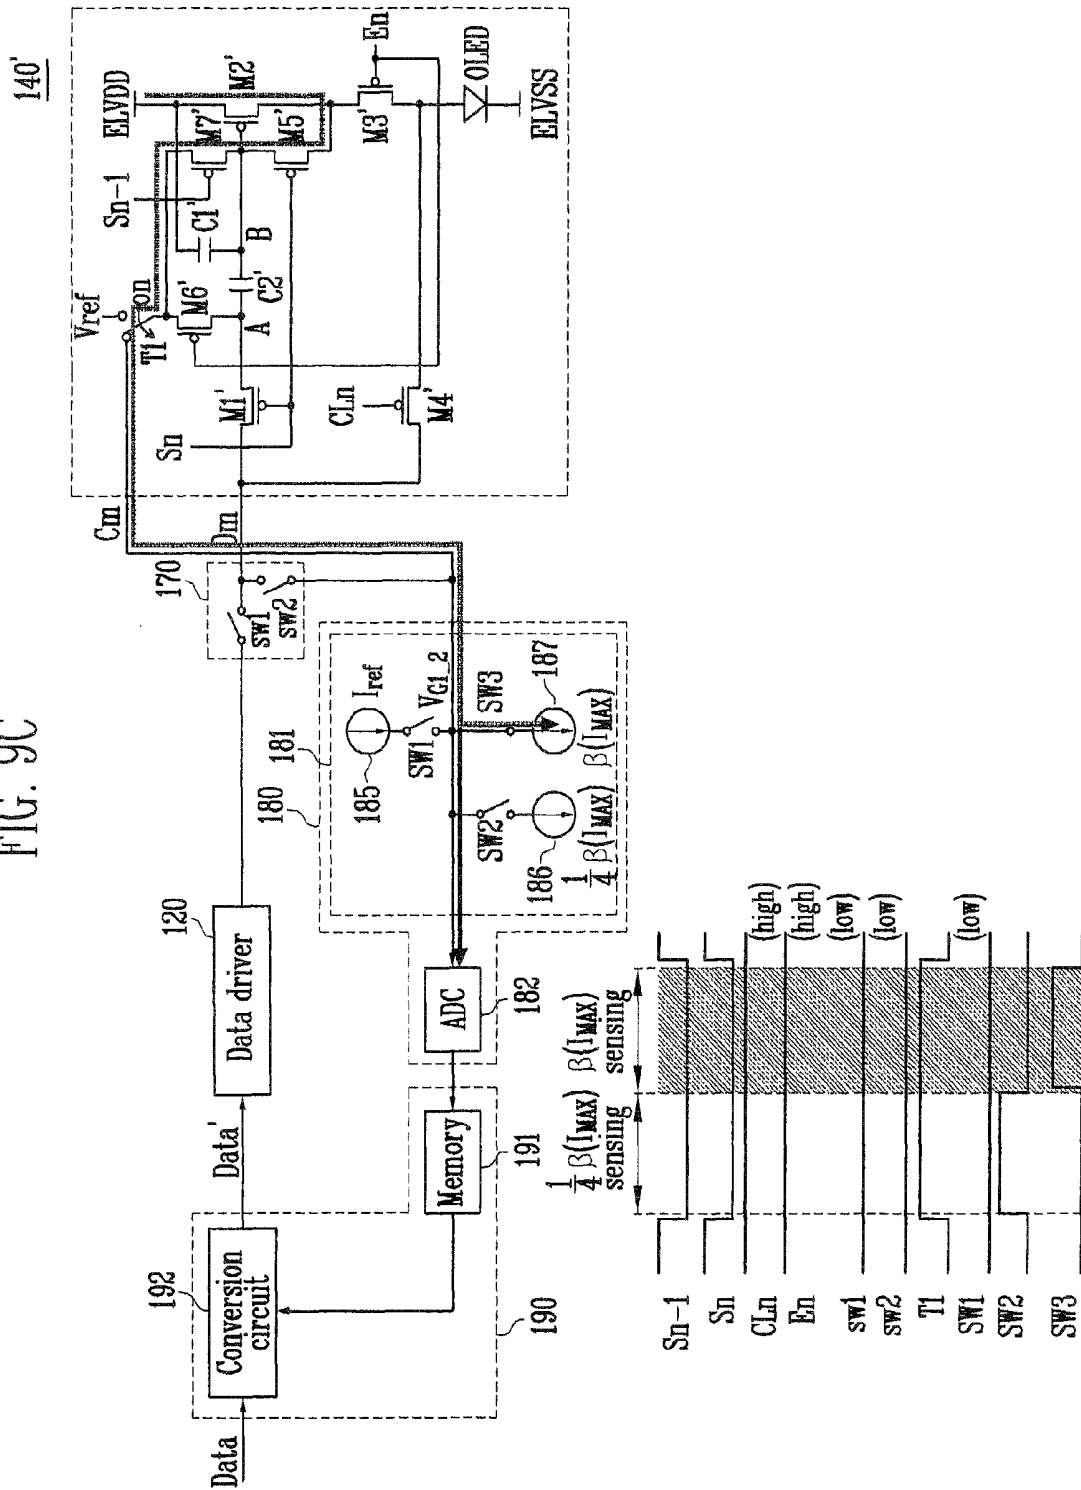 FIG. 9C
140'
ELVDD
M2'
M7'
M5'
Sn-1
C1'
B
C2'
Vref
on
T1
M6'
A
M1'
Sn
CLn
M4'
M3'
En
OLED
ELVSS
Cm
Dm
170
sw1
sw2
180
181
Iref
185
SW1
VG1_2
SW3
187
β(IMAX)
SW2
186
1/4 β(IMAX)
120
Data driver
ADC
182
Data'
Memory
191
192
Conversion
circuit
190
Data
1/4 β(IMAX)
sensing
β(IMAX)
sensing
Sn-1
Sn
CLn (high)
En (high)
sw1 (low)
sw2 (low)
T1
SW1 (low)
SW2
SW3